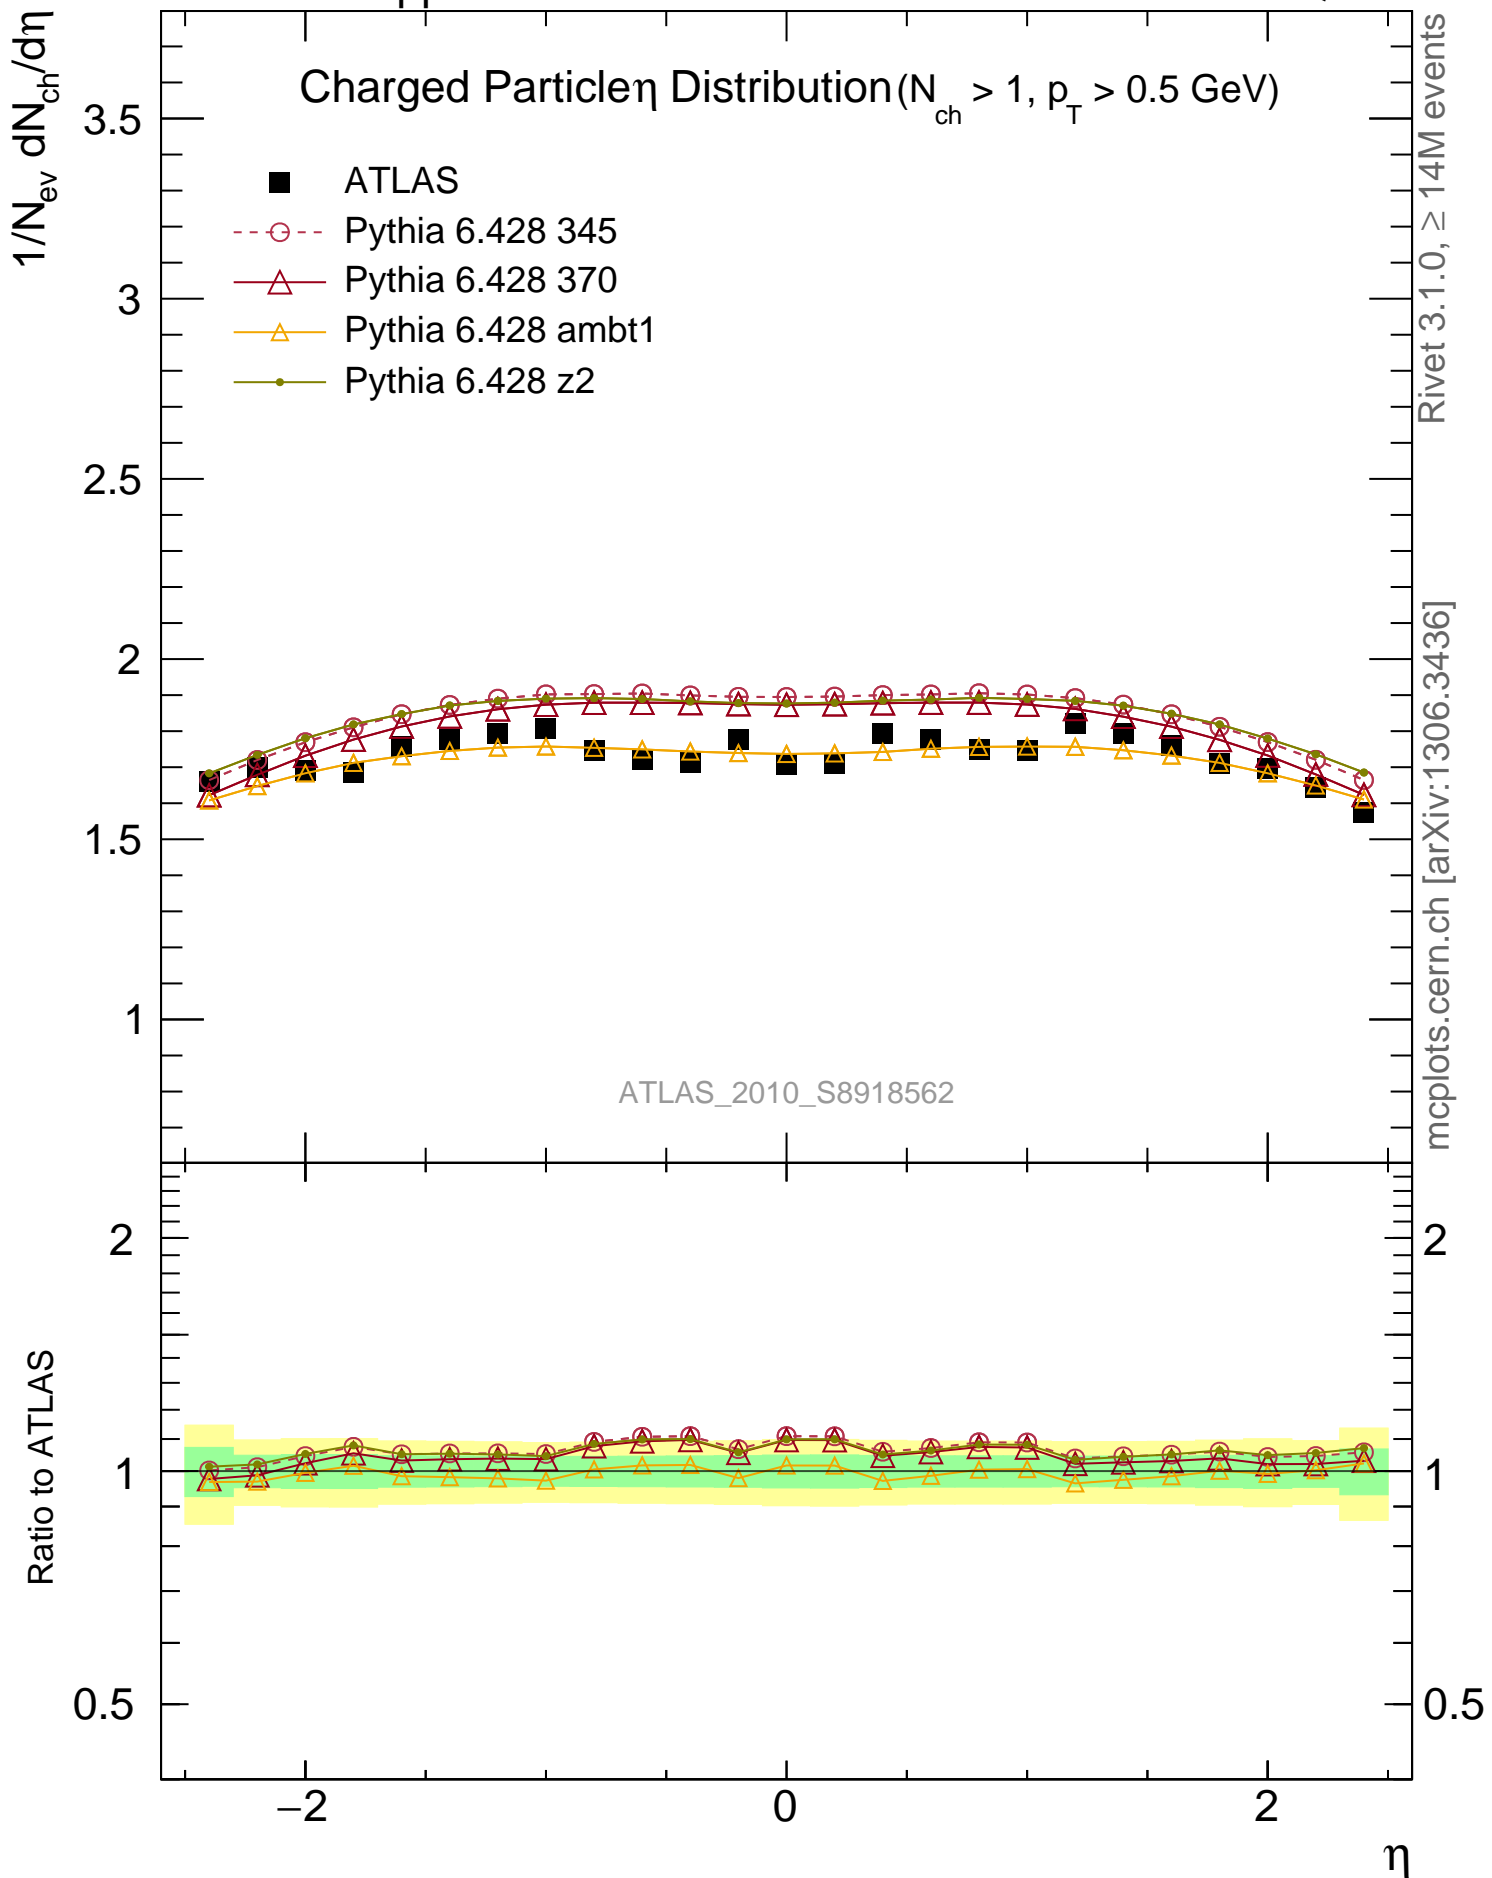 pp
1/N_ev dN_ch/dη
Charged Particleη Distribution(N_ch > 1, p_T > 0.5 GeV)
ATLAS
Pythia 6.428 345
Pythia 6.428 370
Pythia 6.428 ambt1
Pythia 6.428 z2
3.5
3
2.5
2
1.5
1
ATLAS_2010_S8918562
Rivet 3.1.0, ≥ 14M events
mcplots.cern.ch [arXiv:1306.3436]
Ratio to ATLAS
2
1
0.5
2
1
0.5
−2
0
2
η